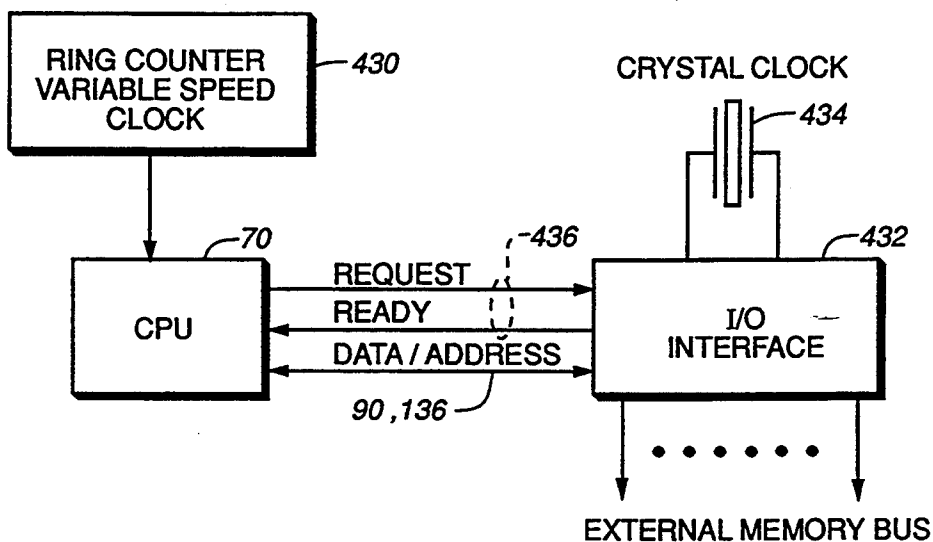 RING COUNTER
VARIABLE SPEED
CLOCK
430
CRYSTAL CLOCK
434
70
436
432
REQUEST
CPU
READY
I/O
INTERFACE
DATA / ADDRESS
90 ,136
EXTERNAL MEMORY BUS